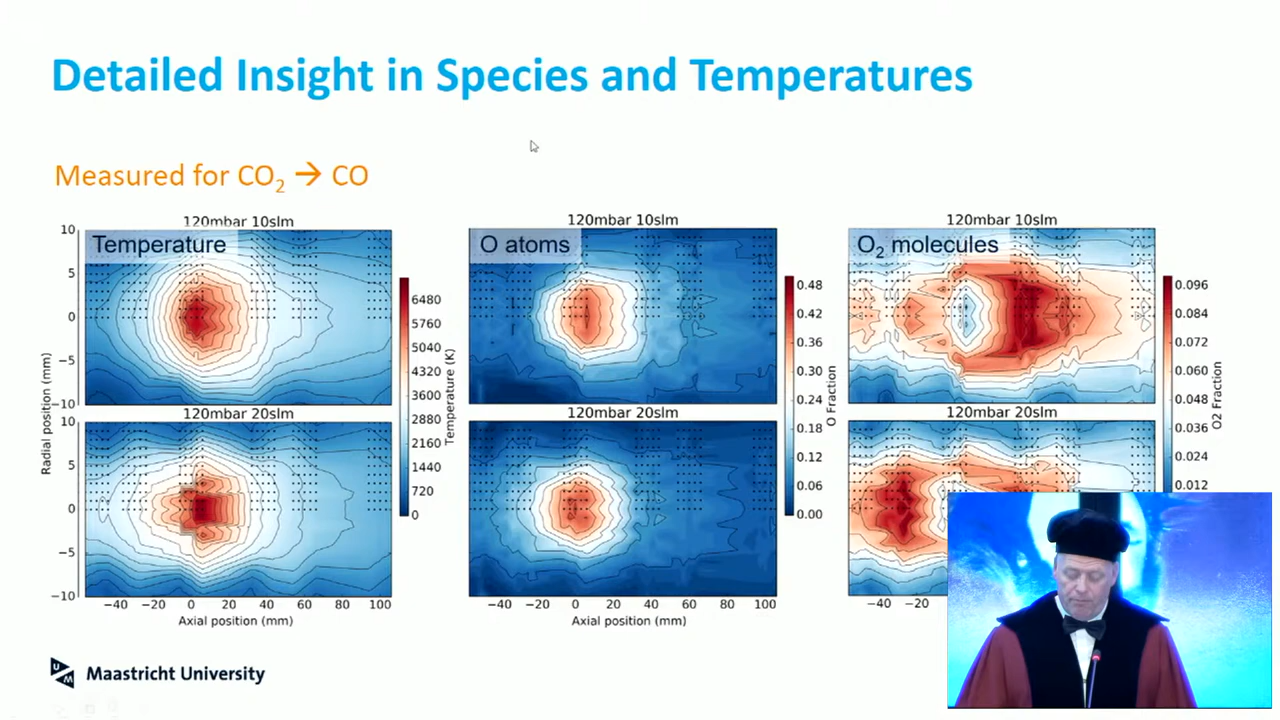 Detailed Insight in Species and Temperatures
Measured for CO₂ → CO
120mbar 10slm
120mbar 10slm
120mbar 10slm
Temperature
O atoms
O₂ molecules
10
5
0
−5
−10
Radial position (mm)
6480
5760
5040
4320
3600
2880
2160
1440
720
0
Temperature (K)
0.48
0.42
0.36
0.30
0.24
0.18
0.12
0.06
0.00
O Fraction
0.096
0.084
0.072
0.060
0.048
0.036
0.024
0.012
O2 Fraction
120mbar 20slm
120mbar 20slm
120mbar 20slm
10
5
0
−5
−10
−40 −20 0 20 40 60 80 100
−40 −20 0 20 40 60 80 100
−40 −20
Axial position (mm)
Axial position (mm)
UM
Maastricht University